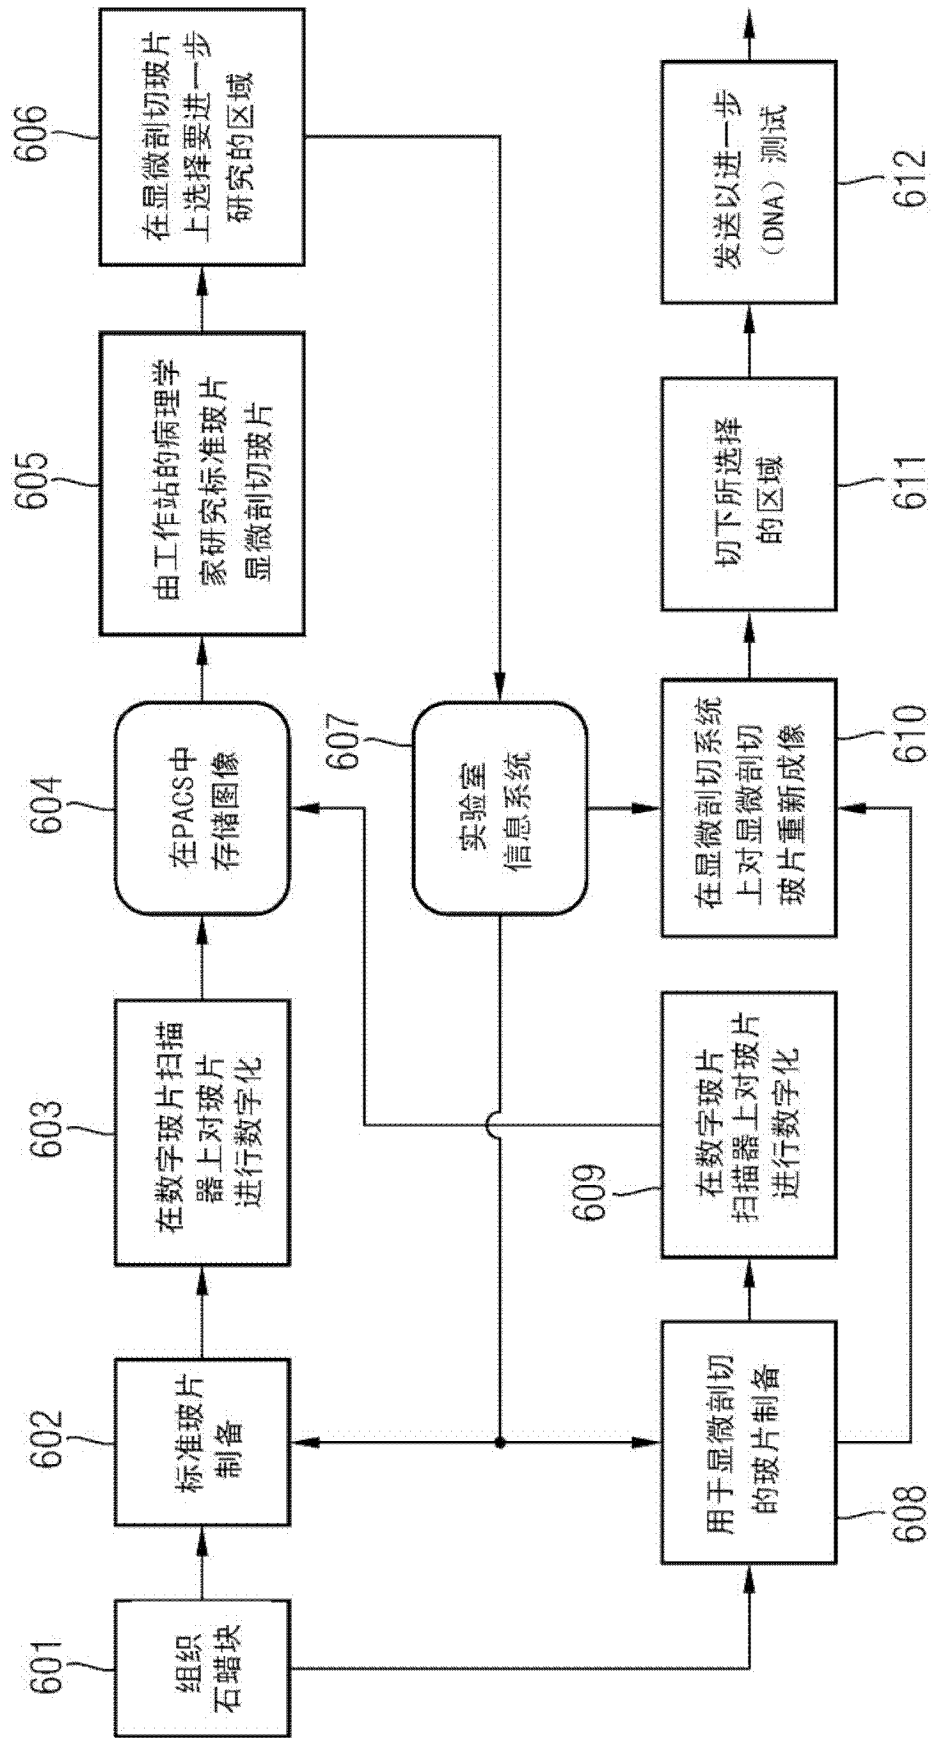 601
组织
石蜡块
602
标准玻片
制备
603
在数字玻片扫描
器上对玻片
进行数字化
604
在PACS中
存储图像
605
由工作站的病理学
家研究标准玻片
显微剖切玻片
606
在显微剖切玻片
上选择要进一步
研究的区域
607
实验室
信息系统
608
用于显微剖切
的玻片制备
609
在数字玻片
扫描器上对玻片
进行数字化
610
在显微剖切系统
上对显微剖切
玻片重新成像
611
切下所选择
的区域
612
发送以进一步
（DNA）测试